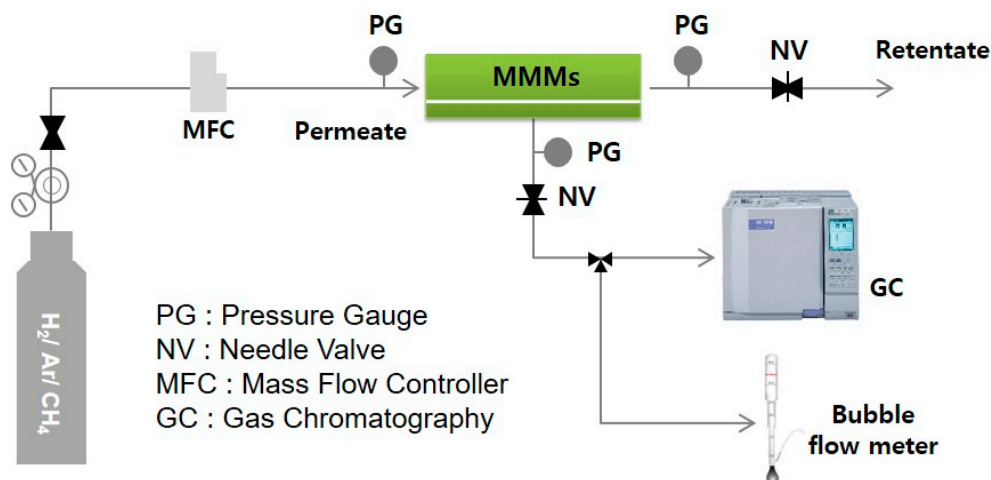 PG
PG
NV
Retentate
MMMs
MFC
Permeate
PG
NV
GC
H₂/ Ar/ CH₄
PG : Pressure Gauge
NV : Needle Valve
MFC : Mass Flow Controller
GC : Gas Chromatography
Bubble
flow meter